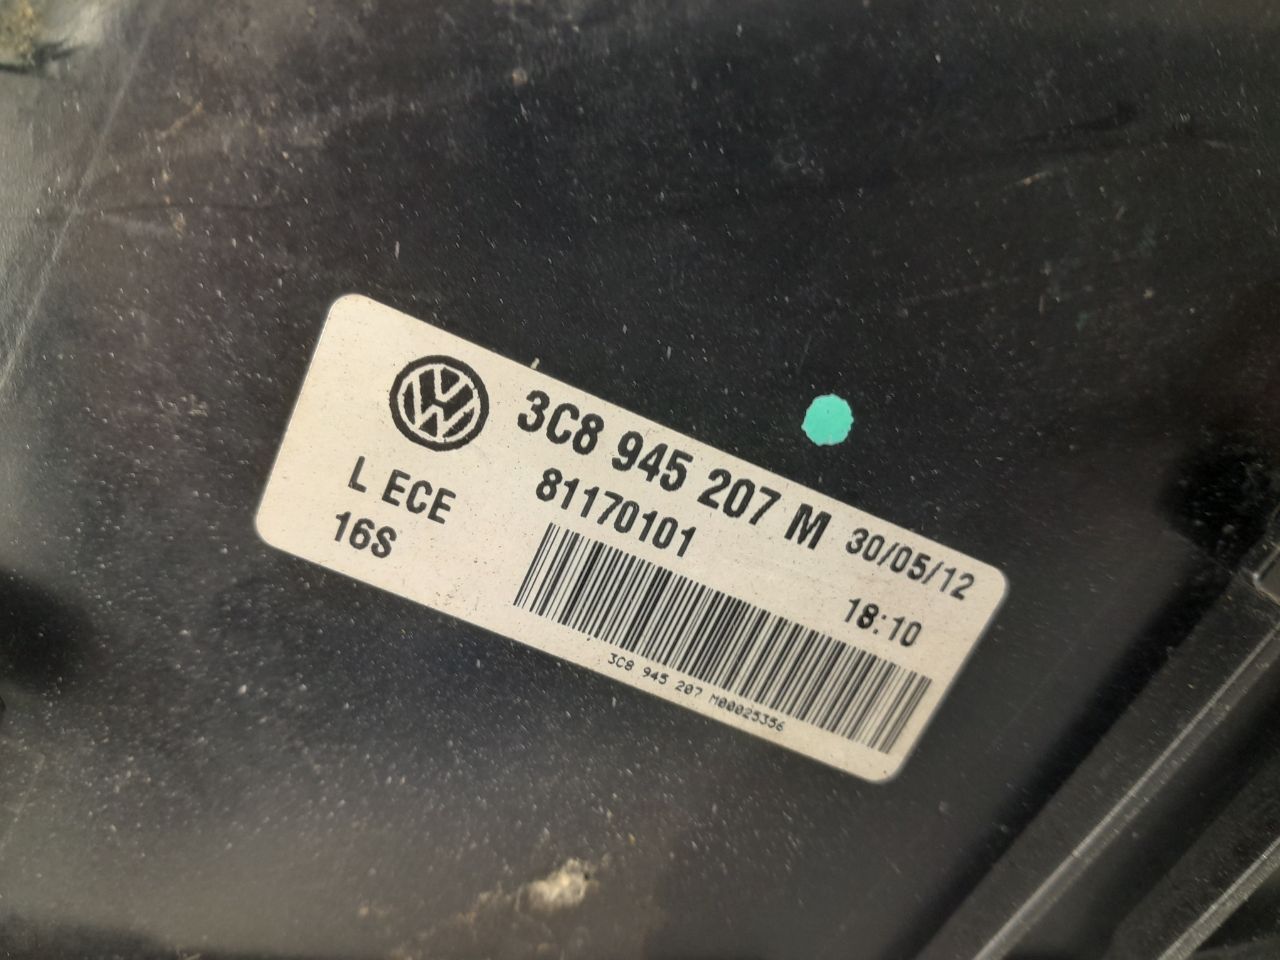 3C8 945 207 M
81170101
30/05/12
18:10
L ECE
16S
3C8 945 207 M00025356